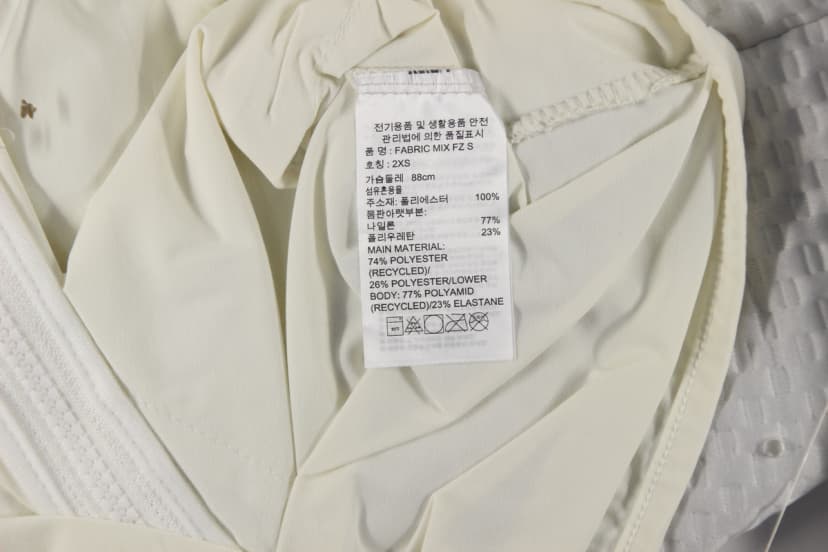 전기용품 및 생활용품 안전
관리법에 의한 품질표시
품 명 : FABRIC MIX FZ S
호칭 : 2XS
가슴둘레 88cm
섬유혼용율
주소재: 폴리에스터 100%
몸판아랫부분:
나일론 77%
폴리우레탄 23%
MAIN MATERIAL:
74% POLYESTER
(RECYCLED)/
26% POLYESTER/LOWER
BODY: 77% POLYAMID
(RECYCLED)/23% ELASTANE